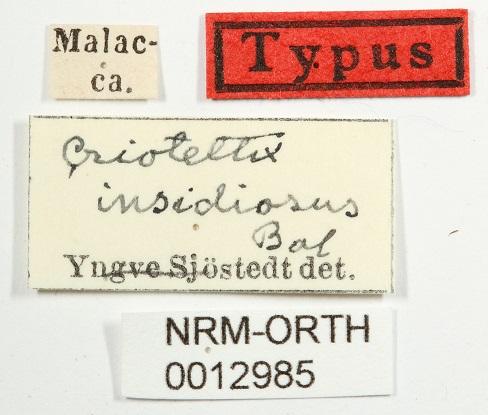 Malac-
ca.
Typus
Criotettix
insidiosus
Bol
Yngve Sjöstedt det.
NRM-ORTH
0012985